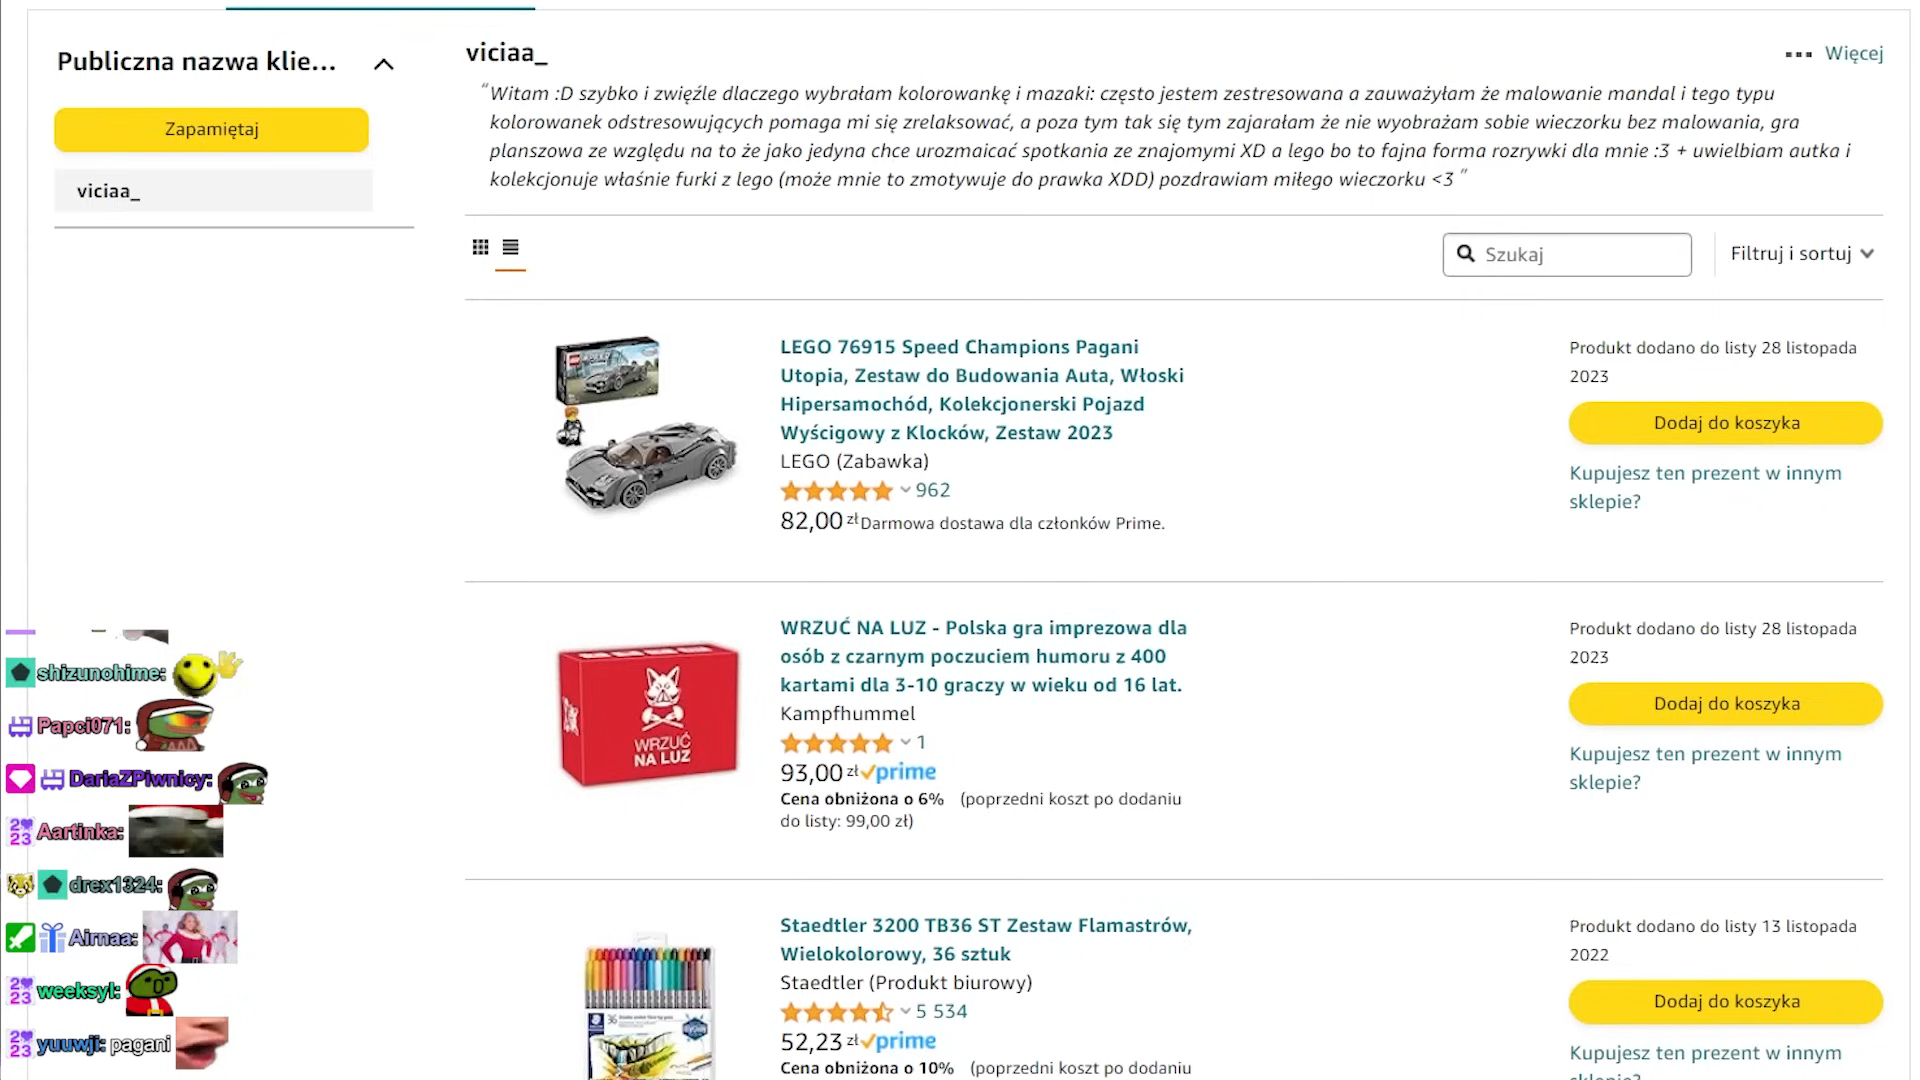 Publiczna nazwa klie...
Zapamiętaj
viciaa_
viciaa_
Więcej
“Witam :D szybko i zwięźle dlaczego wybrałam kolorowankę i mazaki: często jestem zestresowana a zauważyłam że malowanie mandal i tego typu
kolorowanek odstresowujących pomaga mi się zrelaksować, a poza tym tak się tym zajarałam że nie wyobrażam sobie wieczorku bez malowania, gra
planszowa ze względu na to że jako jedyna chce urozmaicać spotkania ze znajomymi XD a lego bo to fajna forma rozrywki dla mnie :3 + uwielbiam autka i
kolekcjonuje właśnie furki z lego (może mnie to zmotywuje do prawka XDD) pozdrawiam miłego wieczorku <3 ”
Szukaj
Filtruj i sortuj
LEGO 76915 Speed Champions Pagani
Utopia, Zestaw do Budowania Auta, Włoski
Hipersamochód, Kolekcjonerski Pojazd
Wyścigowy z Klocków, Zestaw 2023
LEGO (Zabawka)
962
82,00 zł Darmowa dostawa dla członków Prime.
Produkt dodano do listy 28 listopada
2023
Dodaj do koszyka
Kupujesz ten prezent w innym
sklepie?
WRZUĆ NA LUZ
WRZUĆ NA LUZ - Polska gra imprezowa dla
osób z czarnym poczuciem humoru z 400
kartami dla 3-10 graczy w wieku od 16 lat.
Kampfhummel
1
93,00 zł prime
Cena obniżona o 6% (poprzedni koszt po dodaniu
do listy: 99,00 zł)
Produkt dodano do listy 28 listopada
2023
Dodaj do koszyka
Kupujesz ten prezent w innym
sklepie?
Staedtler 3200 TB36 ST Zestaw Flamastrów,
Wielokolorowy, 36 sztuk
Staedtler (Produkt biurowy)
5 534
52,23 zł prime
Cena obniżona o 10% (poprzedni koszt po dodaniu
Produkt dodano do listy 13 listopada
2022
Dodaj do koszyka
Kupujesz ten prezent w innym
sklepie?
shizunohime:
Papci071:
DariaZPiwnicy:
2023 Aartinka:
drex1324:
Airnaa:
2023 weeksyl:
2023 yuuwji: pagani